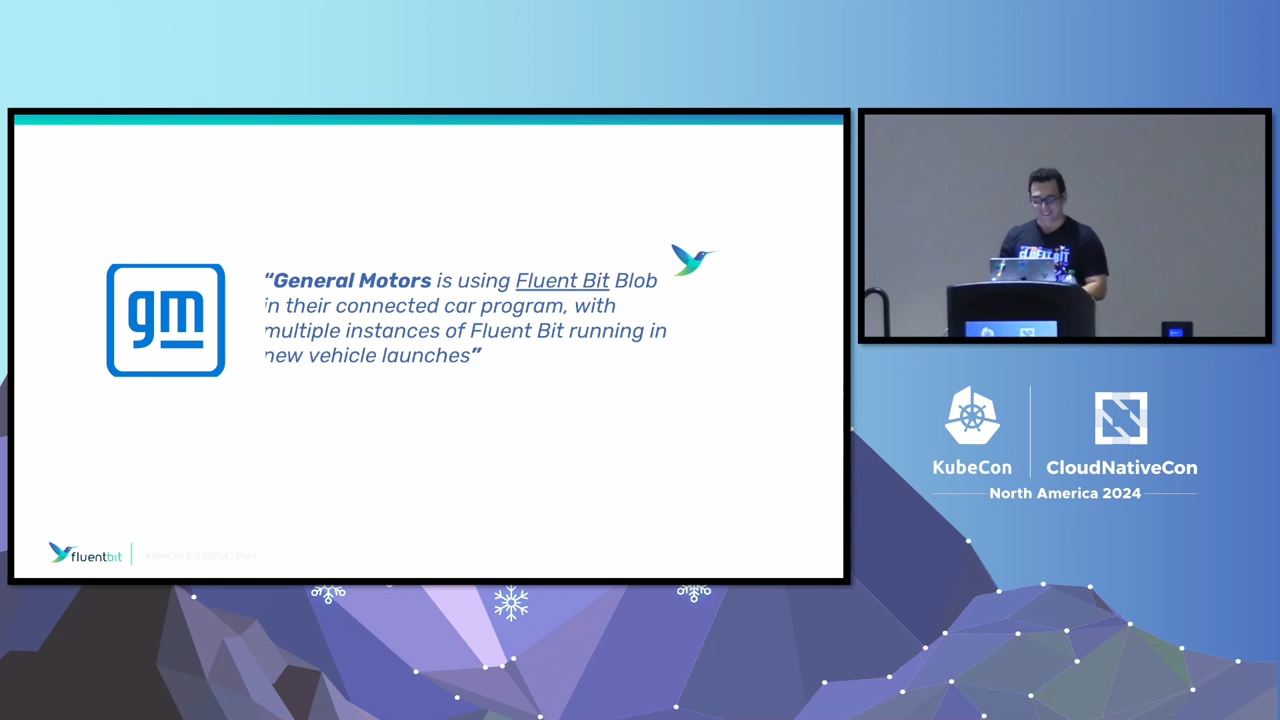 gm
“General Motors is using Fluent Bit Blob
in their connected car program, with
multiple instances of Fluent Bit running in
new vehicle launches”
fluentbit
KubeCon
CloudNativeCon
North America 2024